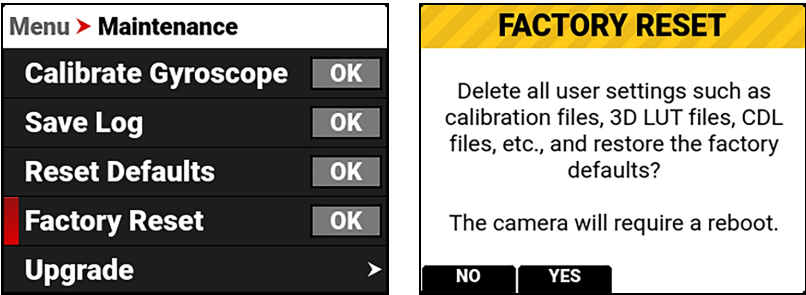 Menu ➤ Maintenance
Calibrate Gyroscope OK
Save Log OK
Reset Defaults OK
Factory Reset OK
Upgrade ➤
FACTORY RESET
Delete all user settings such as
calibration files, 3D LUT files, CDL
files, etc., and restore the factory
defaults?
The camera will require a reboot.
NO YES